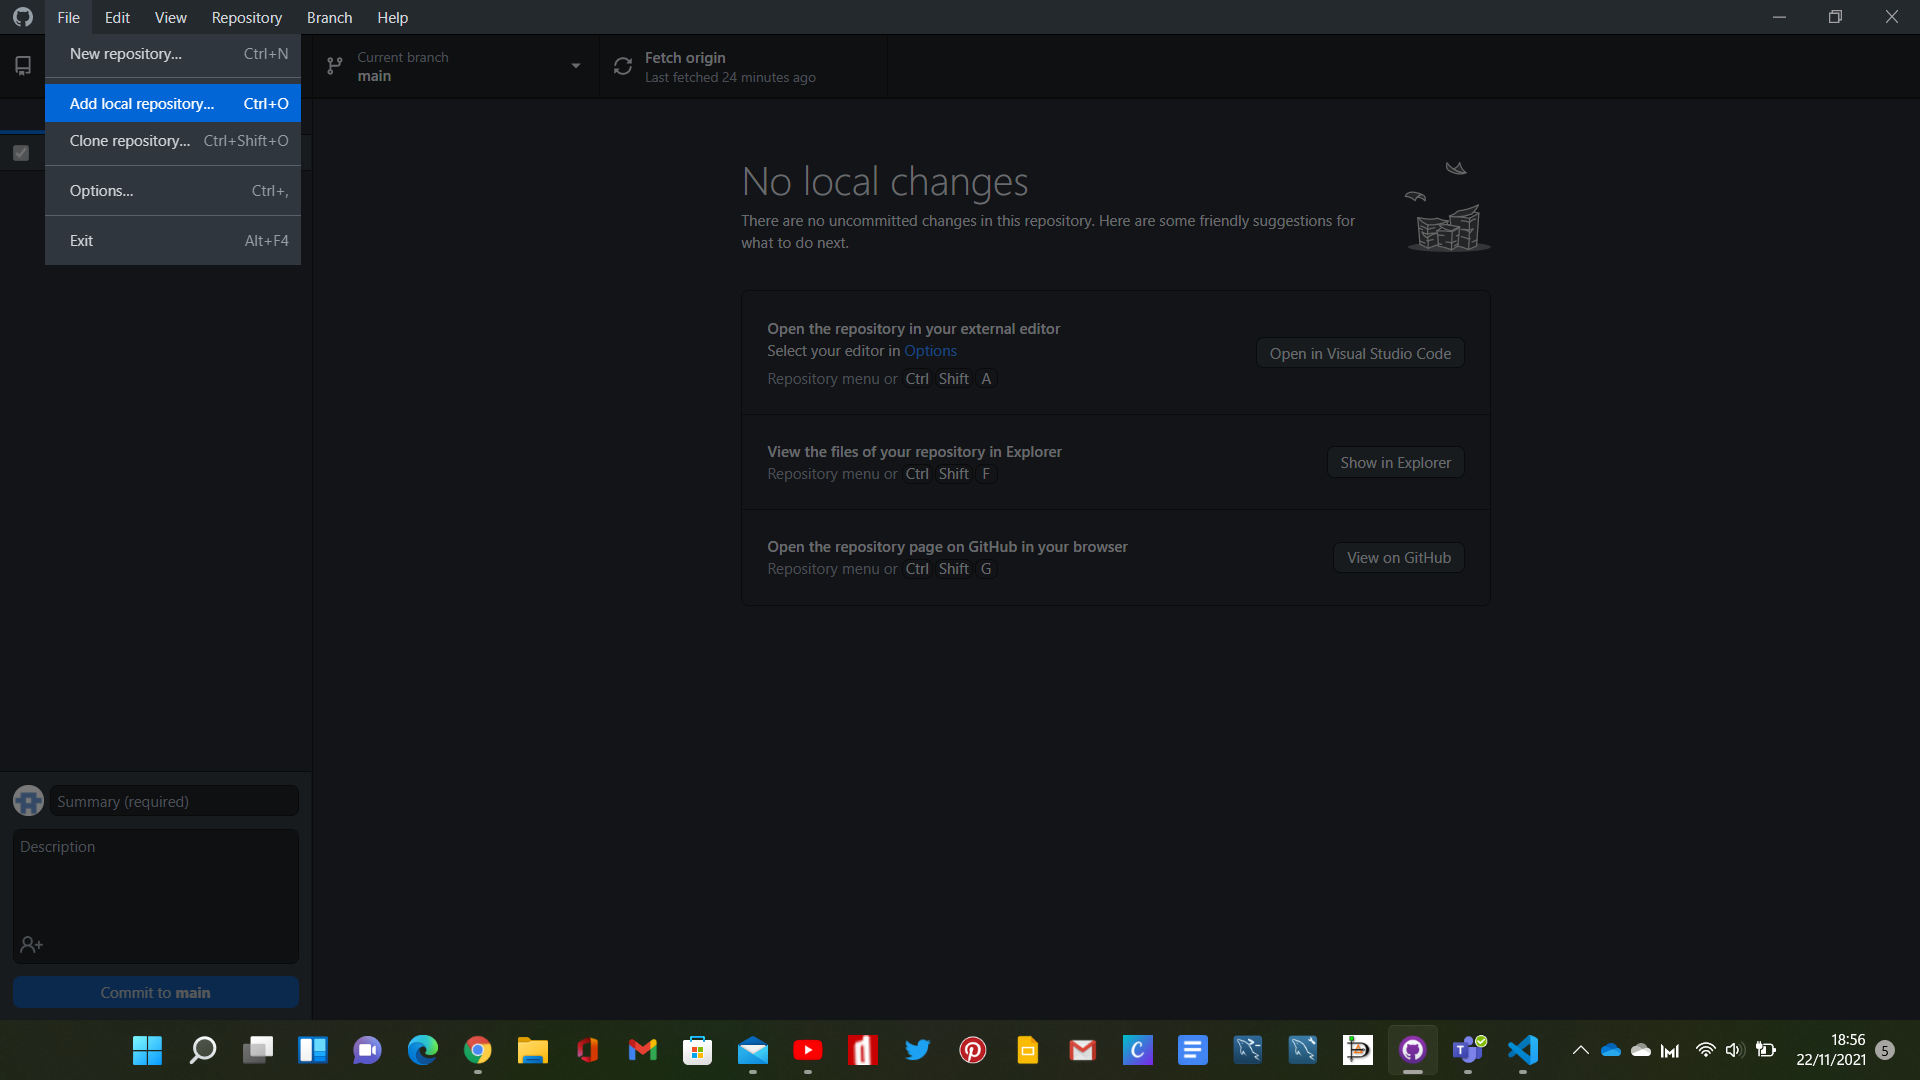 File Edit View Repository Branch Help
New repository... Ctrl+N
Add local repository... Ctrl+O
Clone repository... Ctrl+Shift+O
Options... Ctrl+,
Exit Alt+F4
Current branch
main
Fetch origin
Last fetched 24 minutes ago
No local changes
There are no uncommitted changes in this repository. Here are some friendly suggestions for
what to do next.
Open the repository in your external editor
Select your editor in Options
Repository menu or Ctrl Shift A
Open in Visual Studio Code
View the files of your repository in Explorer
Repository menu or Ctrl Shift F
Show in Explorer
Open the repository page on GitHub in your browser
Repository menu or Ctrl Shift G
View on GitHub
Summary (required)
Description
Commit to main
18:56
22/11/2021
5